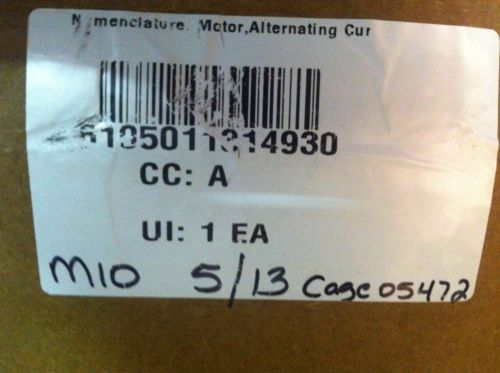 Nomenclature: Motor,Alternating Cur
6105011314930
CC: A
UI: 1 EA
M10 5/13 Cage 05472